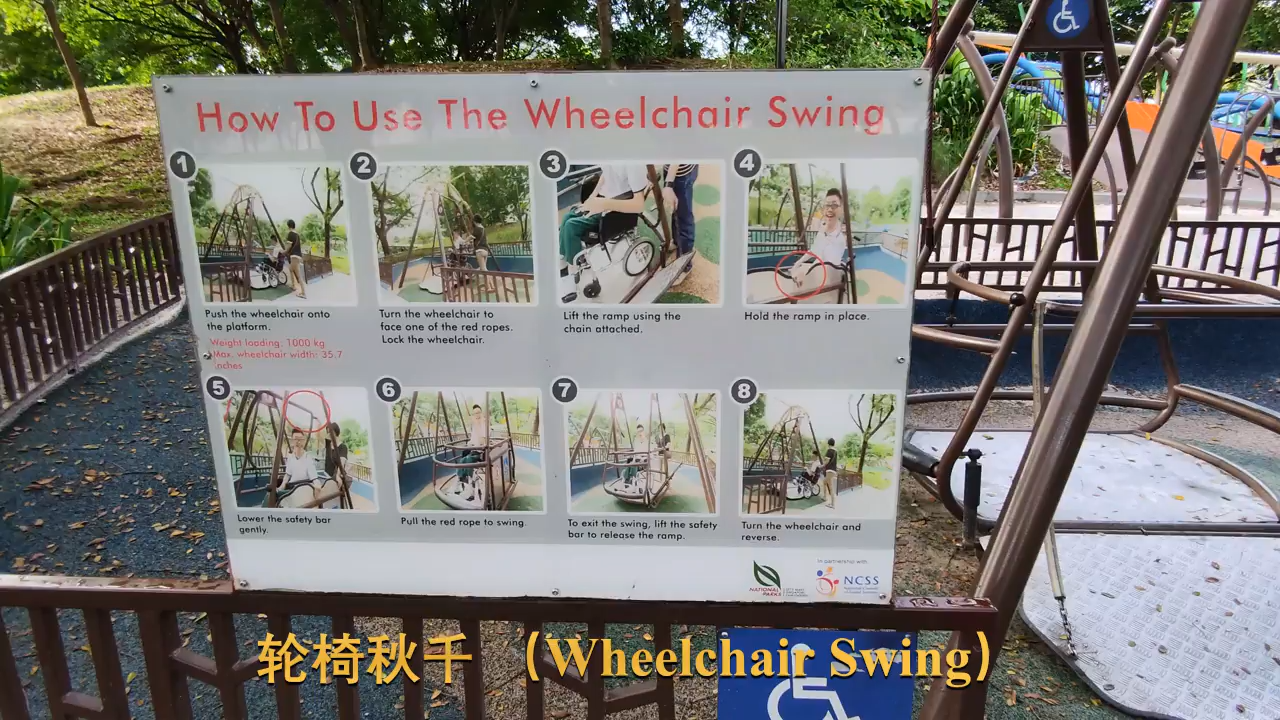 How To Use The Wheelchair Swing
1
2
3
4
Push the wheelchair onto
the platform.
Weight loading: 1000 kg
Max. wheelchair width: 35.7
inches
Turn the wheelchair to
face one of the red ropes.
Lock the wheelchair.
Lift the ramp using the
chain attached.
Hold the ramp in place.
5
6
7
8
Lower the safety bar
gently.
Pull the red rope to swing.
To exit the swing, lift the safety
bar to release the ramp.
Turn the wheelchair and
reverse.
NATIONAL
PARKS
In partnership with:
NCSS
轮椅秋千 （Wheelchair Swing）